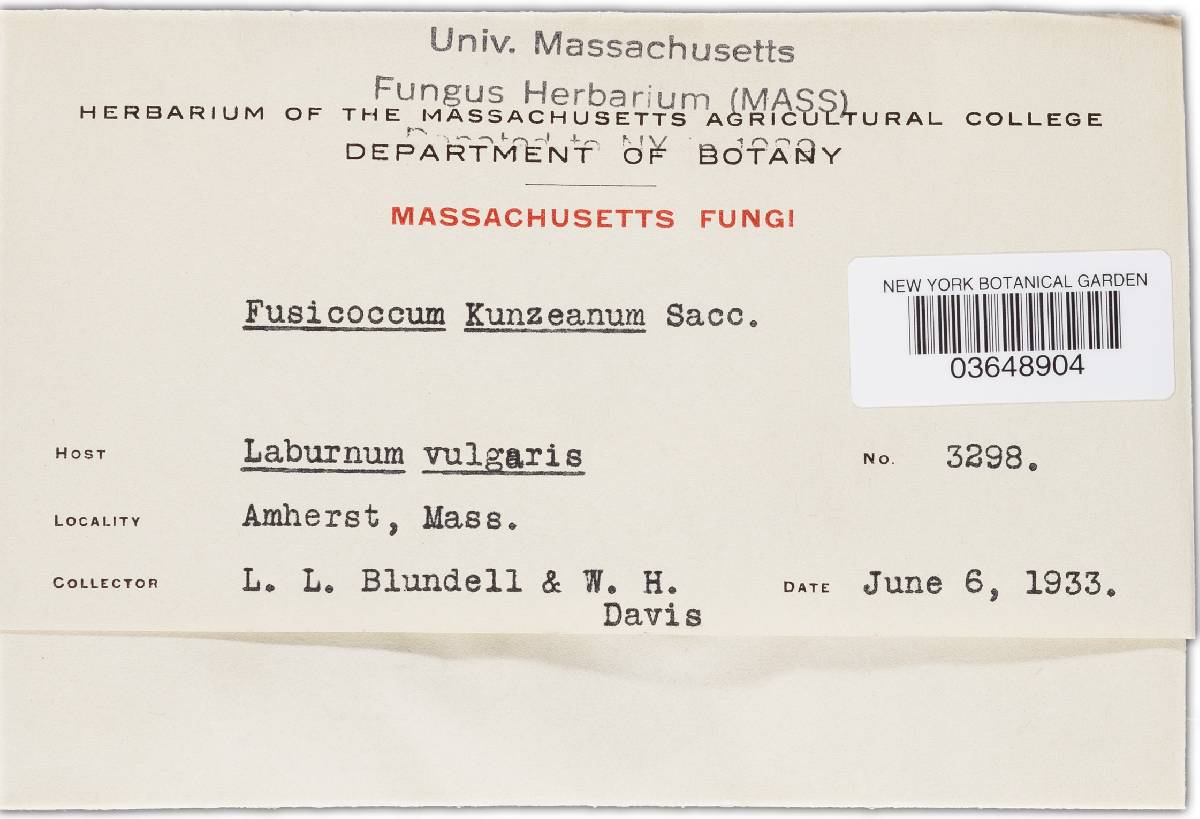 Univ. Massachusetts
Fungus Herbarium (MASS)
HERBARIUM OF THE MASSACHUSETTS AGRICULTURAL COLLEGE
to NY
DEPARTMENT OF BOTANY
MASSACHUSETTS FUNGI
NEW YORK BOTANICAL GARDEN
03648904
Fusicoccum Kunzeanum Sacc.
HOST Laburnum vulgaris No. 3298.
LOCALITY Amherst, Mass.
COLLECTOR L. L. Blundell & W. H. DATE June 6, 1933.
Davis